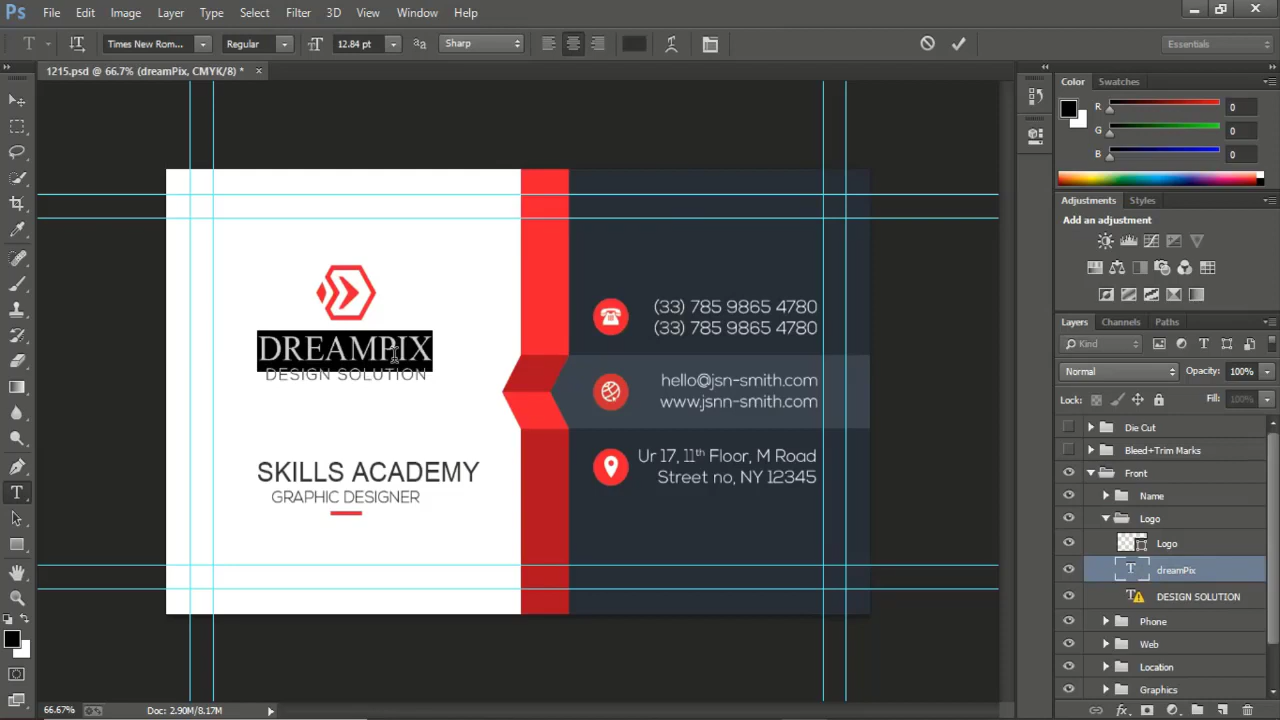 Ps File Edit Image Layer Type Select Filter 3D View Window Help
T Times New Rom... Regular 12.84 pt aa Sharp Essentials
1215.psd @ 66.7% (dreamPix, CMYK/8) * ×
Color Swatches
R 0
G 0
B 0
Adjustments Styles
Add an adjustment
DREAMPIX
DESIGN SOLUTION
SKILLS ACADEMY
GRAPHIC DESIGNER
(33) 785 9865 4780
(33) 785 9865 4780
hello@jsn-smith.com
www.jsnn-smith.com
Ur 17, 11th Floor, M Road
Street no, NY 12345
Layers Channels Paths
Kind
Normal Opacity: 100%
Lock: Fill: 100%
Die Cut
Bleed+Trim Marks
Front
Name
Logo
Logo
T dreamPix
T DESIGN SOLUTION
Phone
Web
Location
Graphics
66.67% Doc: 2.90M/8.17M